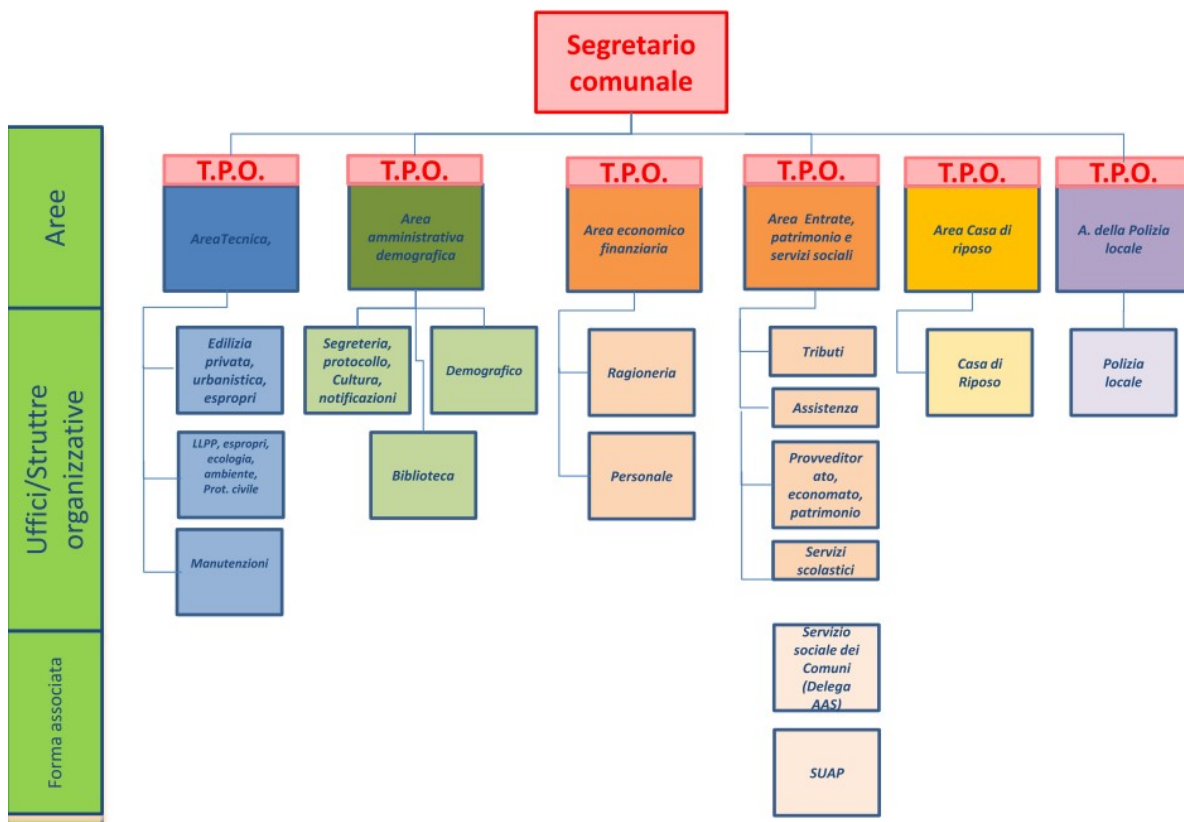 Segretario
comunale
Aree
T.P.O.
T.P.O.
T.P.O.
T.P.O.
T.P.O.
T.P.O.
AreaTecnica,
Area
amministrativa
demografica
Area economico
finanziaria
Area Entrate,
patrimonio e
servizi sociali
Area Casa di
riposo
A. della Polizia
locale
Uffici/Struttre
organizzative
Edilizia
privata,
urbanistica,
espropri
LLPP, espropri,
ecologia,
ambiente,
Prot. civile
Manutenzioni
Segreteria,
protocollo,
Cultura,
notificazioni
Demografico
Biblioteca
Ragioneria
Personale
Tributi
Assistenza
Provveditor
ato,
economato,
patrimonio
Servizi
scolastici
Casa di
Riposo
Polizia
locale
Forma associata
Servizio
sociale dei
Comuni
(Delega
AAS)
SUAP